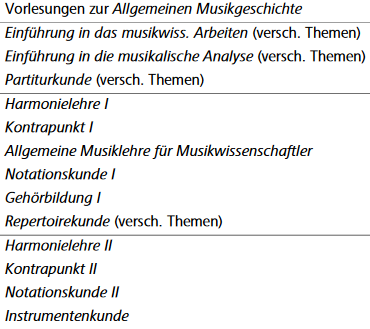 Vorlesungen zur Allgemeinen Musikgeschichte
Einführung in das musikwiss. Arbeiten (versch. Themen)
Einführung in die musikalische Analyse (versch. Themen)
Partiturkunde (versch. Themen)
Harmonielehre I
Kontrapunkt I
Allgemeine Musiklehre für Musikwissenschaftler
Notationskunde I
Gehörbildung I
Repertoirekunde (versch. Themen)
Harmonielehre II
Kontrapunkt II
Notationskunde II
Instrumentenkunde